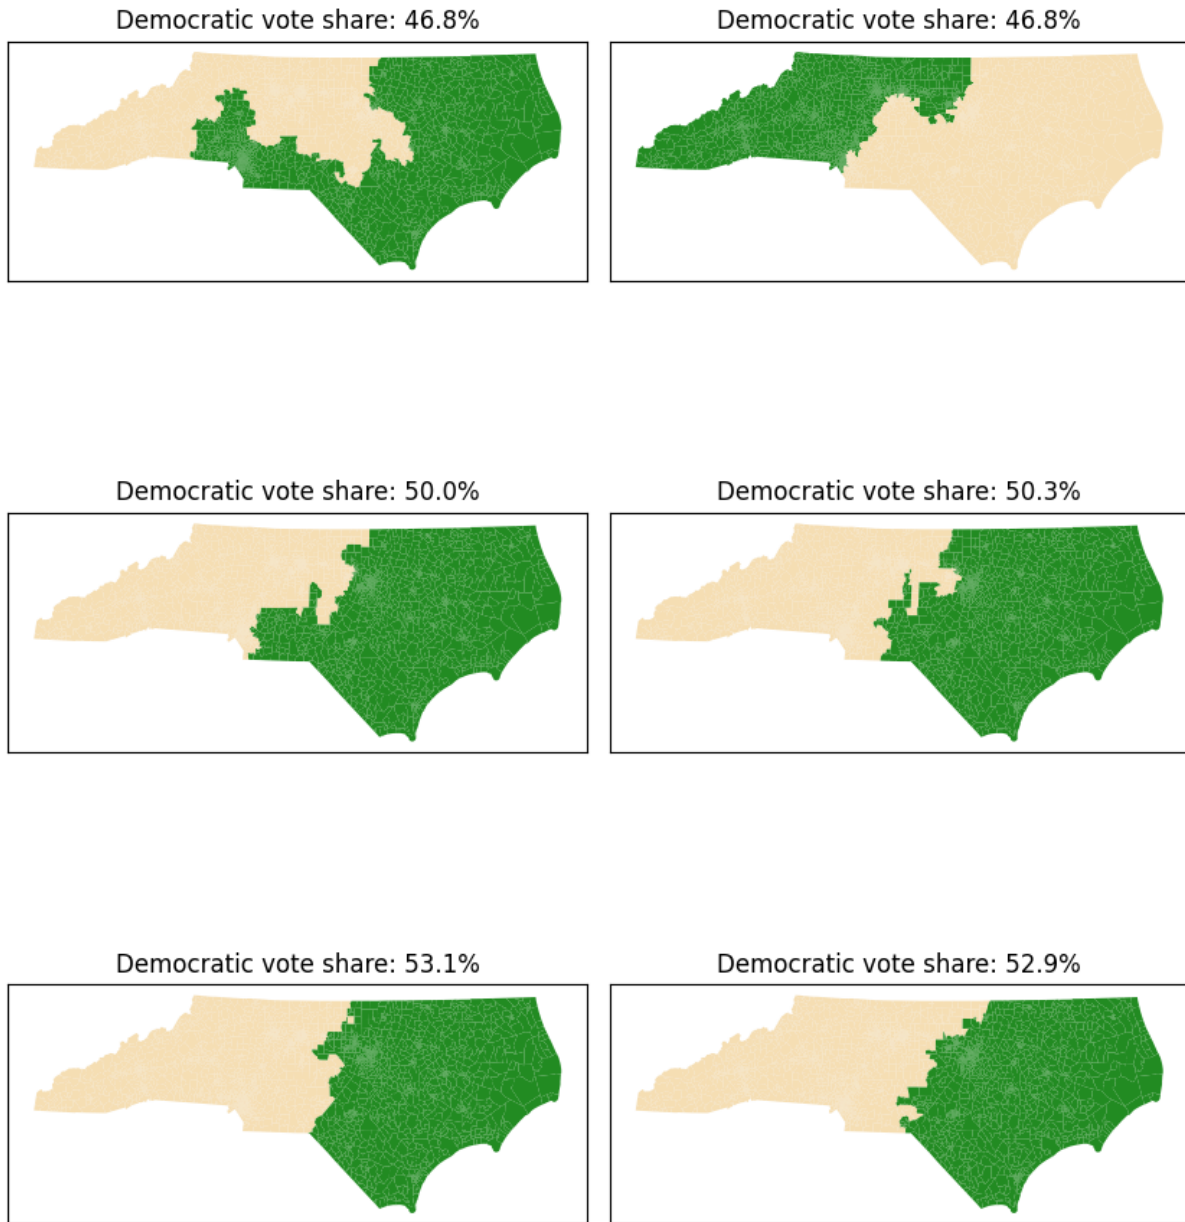 Democratic vote share: 46.8%
Democratic vote share: 46.8%
Democratic vote share: 50.0%
Democratic vote share: 50.3%
Democratic vote share: 53.1%
Democratic vote share: 52.9%